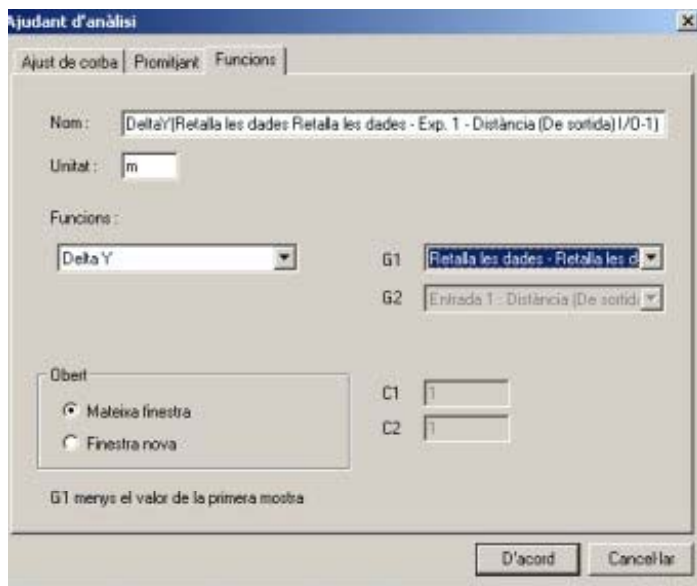 Ajudant d'anàlisi
Ajust de corba Promitjant Funcions
Nom : DeltaY(Retalla les dades Retalla les dades - Exp. 1 - Distància (De sortida) I/O-1)
Unitat : m
Funcions :
Delta Y G1 Retalla les dades - Retalla les d
G2 Entrada 1 : Distància (De sortid
Obert C1 1
Mateixa finestra C2 1
Finestra nova
G1 menys el valor de la primera mostra
D'acord Cancel·lar